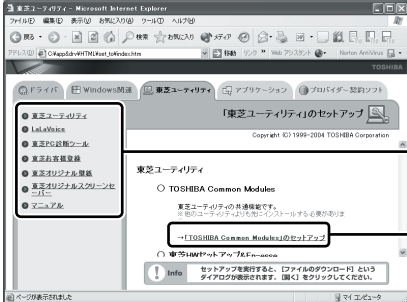 東芝ユーティリティ - Microsoft Internet Explorer
ファイル(F) 編集(E) 表示(V) お気に入り(A) ツール(T) ヘルプ(H)
戻る 検索 お気に入り メディア
アドレス(D) C:¥app&drv¥HTML¥set_to¥index.htm 移動 リンク Web アシスタント Norton AntiVirus
TOSHIBA
ドライバ Windows関連 東芝ユーティリティ アプリケーション プロバイダー契約ソフト
「東芝ユーティリティ」のセットアップ
Copyright (C) 1999-2004 TOSHIBA Corporation
東芝ユーティリティ
LaLaVoice
東芝PC診断ツール
東芝お客様登録
東芝オリジナル壁紙
東芝オリジナルスクリーンセ
ーバー
マニュアル
東芝ユーティリティ
TOSHIBA Common Modules
東芝ユーティリティの共通機能です。
※他のユーティリティよりも先にインストールする必要がありま
→「TOSHIBA Common Modules」のセットアップ
東芝HWセットアップ&Fn-esse
Info
セットアップを実行すると、[ファイルのダウンロード] という
ダイアログが表示されます。[開く] をクリックしてください。
ページが表示されました マイ コンピュータ